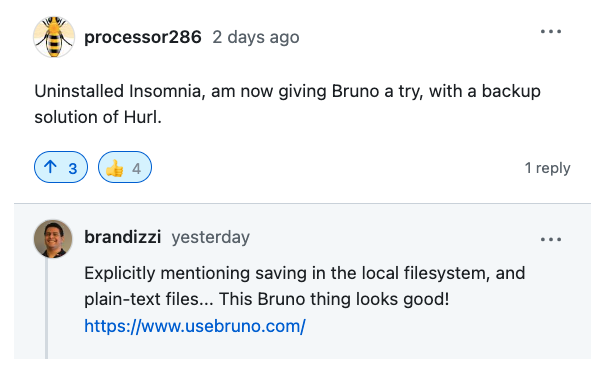 processor286 2 days ago
Uninstalled Insomnia, am now giving Bruno a try, with a backup
solution of Hurl.
3
4
1 reply
brandizzi yesterday
Explicitly mentioning saving in the local filesystem, and
plain-text files... This Bruno thing looks good!
https://www.usebruno.com/